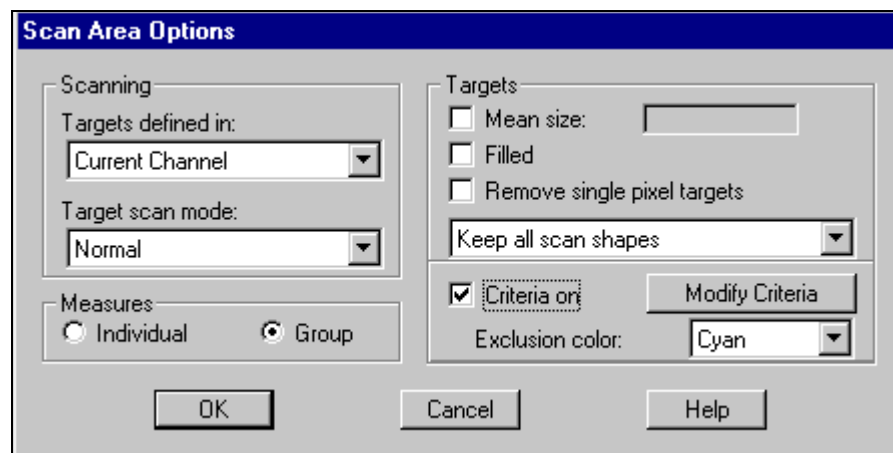 Scan Area Options
Scanning
Targets defined in:
Current Channel
Target scan mode:
Normal
Measures
Individual
Group
Targets
Mean size:
Filled
Remove single pixel targets
Keep all scan shapes
Criteria on
Modify Criteria
Exclusion color:
Cyan
OK
Cancel
Help